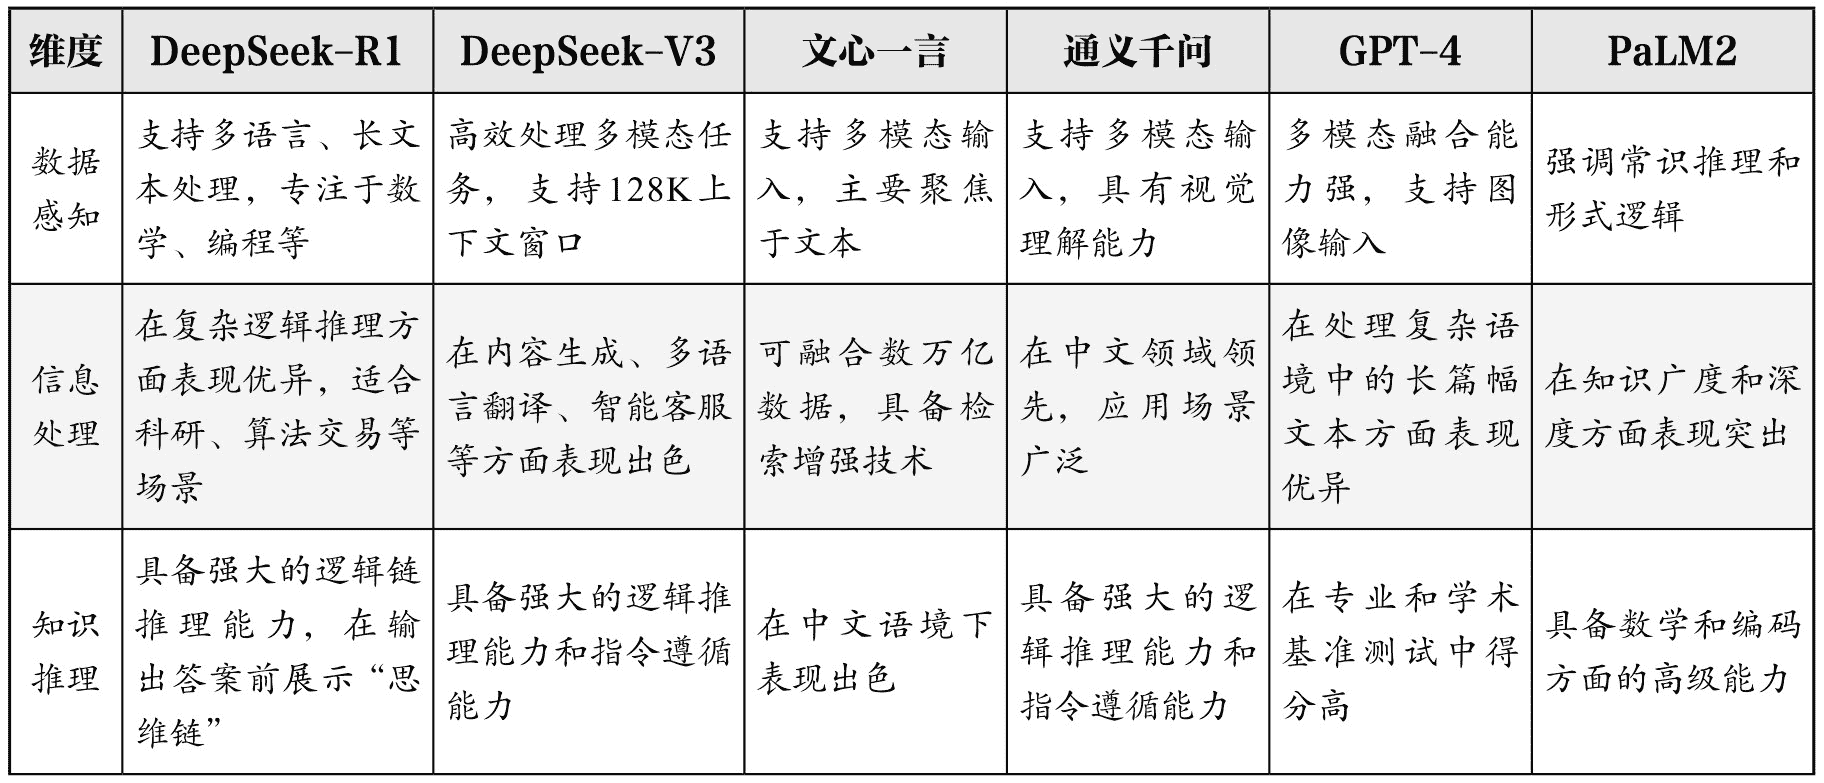 维度 DeepSeek-R1 DeepSeek-V3 文心一言 通义千问 GPT-4 PaLM2
数据
感知
支持多语言、长文
本处理，专注于数
学、编程等
高效处理多模态任
务，支持128K上
下文窗口
支持多模态输
入，主要聚焦
于文本
支持多模态输
入，具有视觉
理解能力
多模态融合能
力强，支持图
像输入
强调常识推理和
形式逻辑
信息
处理
在复杂逻辑推理方
面表现优异，适合
科研、算法交易等
场景
在内容生成、多语
言翻译、智能客服
等方面表现出色
可融合数万亿
数据，具备检
索增强技术
在中文领域领
先，应用场景
广泛
在处理复杂语
境中的长篇幅
文本方面表现
优异
在知识广度和深
度方面表现突出
知识
推理
具备强大的逻辑链
推理能力，在输
出答案前展示“思
维链”
具备强大的逻辑推
理能力和指令遵循
能力
在中文语境下
表现出色
具备强大的逻
辑推理能力和
指令遵循能力
在专业和学术
基准测试中得
分高
具备数学和编码
方面的高级能力